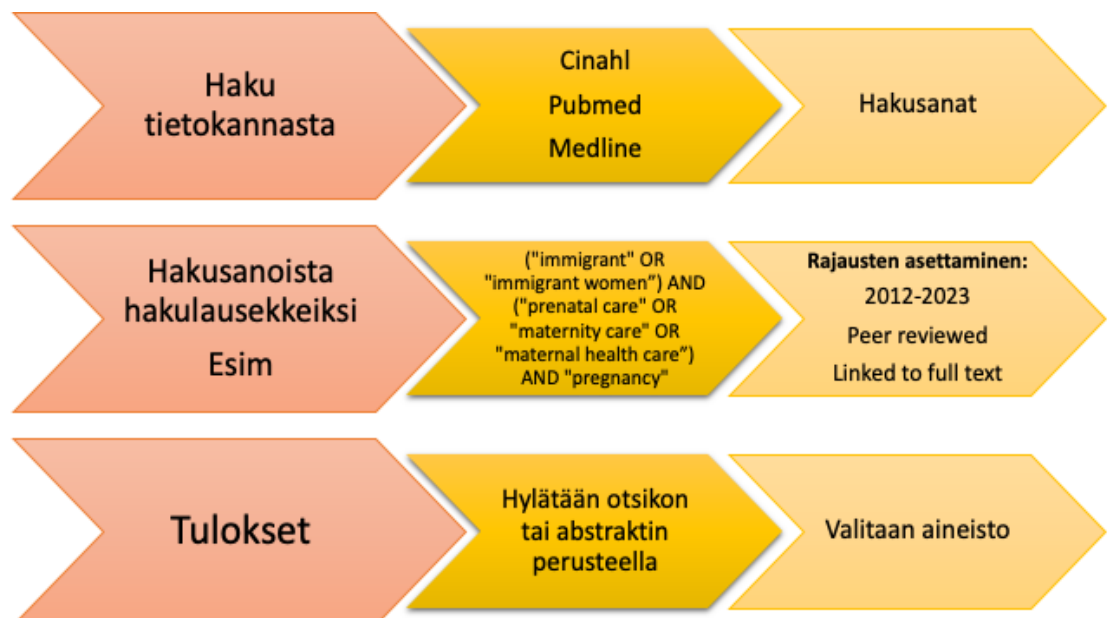 Haku
tietokannasta
Cinahl
Pubmed
Medline
Hakusanat
Hakusanoista
hakulausekkeiksi
Esim
("immigrant" OR
"immigrant women”) AND
("prenatal care" OR
"maternity care" OR
"maternal health care”)
AND "pregnancy"
Rajausten asettaminen:
2012-2023
Peer reviewed
Linked to full text
Tulokset
Hylätään otsikon
tai abstraktin
perusteella
Valitaan aineisto